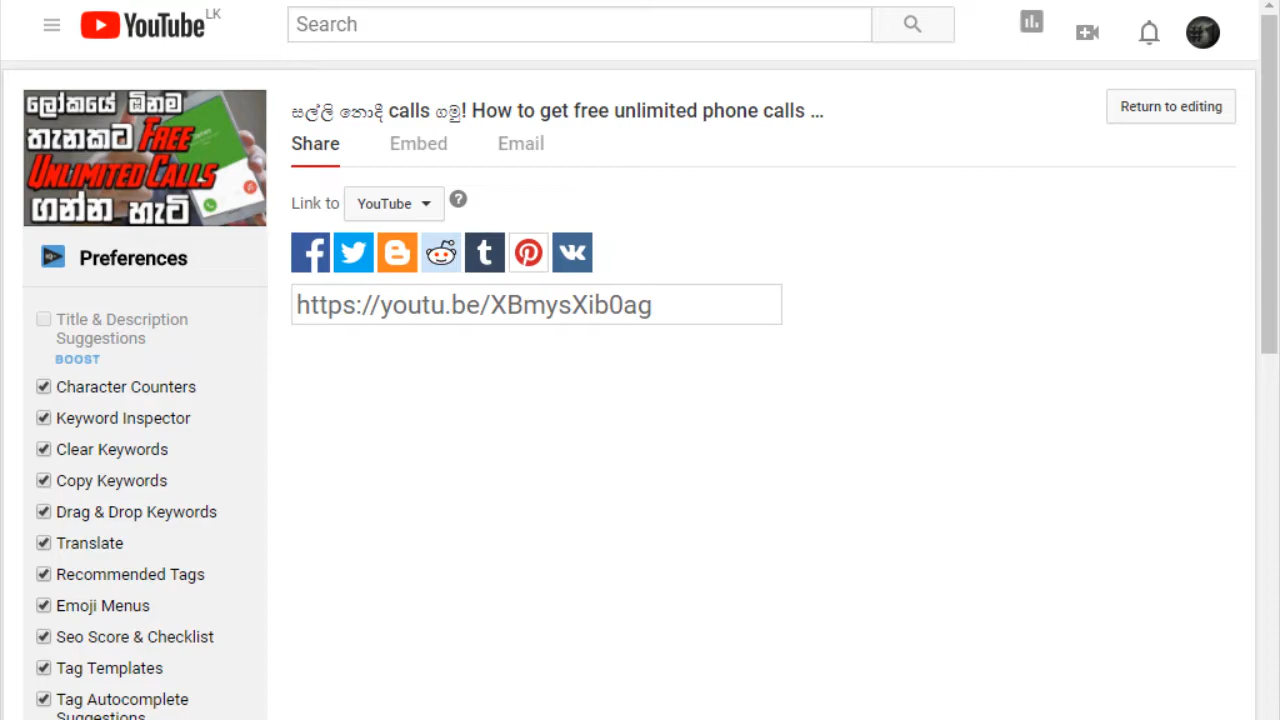 YouTube LK
Search
ලෝකයේ ඕනම
තැනකට FREE
UNLIMITED CALLS
ගන්න හැටි
සල්ලි නොදී calls ගමු! How to get free unlimited phone calls ...
Return to editing
Share Embed Email
Link to YouTube
https://youtu.be/XBmysXib0ag
Preferences
Title & Description
Suggestions
BOOST
Character Counters
Keyword Inspector
Clear Keywords
Copy Keywords
Drag & Drop Keywords
Translate
Recommended Tags
Emoji Menus
Seo Score & Checklist
Tag Templates
Tag Autocomplete
Suggestions